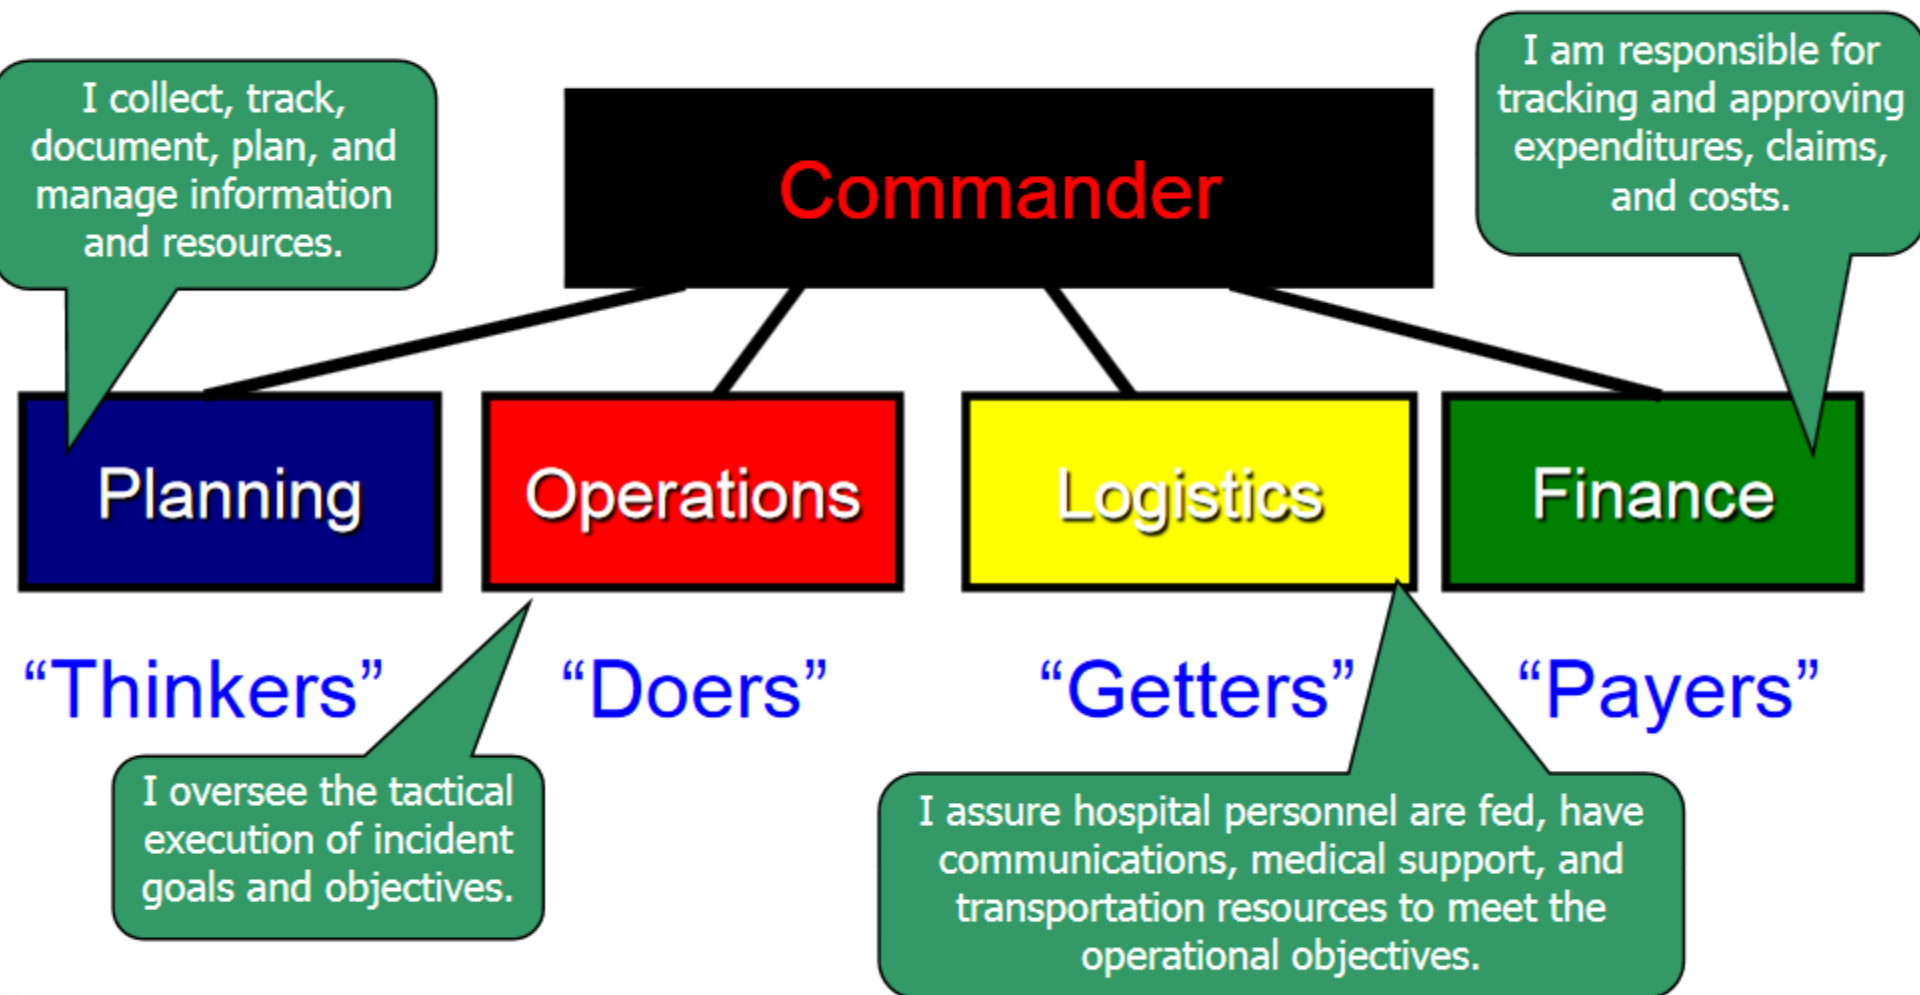 I collect, track,
document, plan, and
manage information
and resources.
Commander
I am responsible for
tracking and approving
expenditures, claims,
and costs.
Planning
Operations
Logistics
Finance
“Thinkers”
“Doers”
“Getters”
“Payers”
I oversee the tactical
execution of incident
goals and objectives.
I assure hospital personnel are fed, have
communications, medical support, and
transportation resources to meet the
operational objectives.